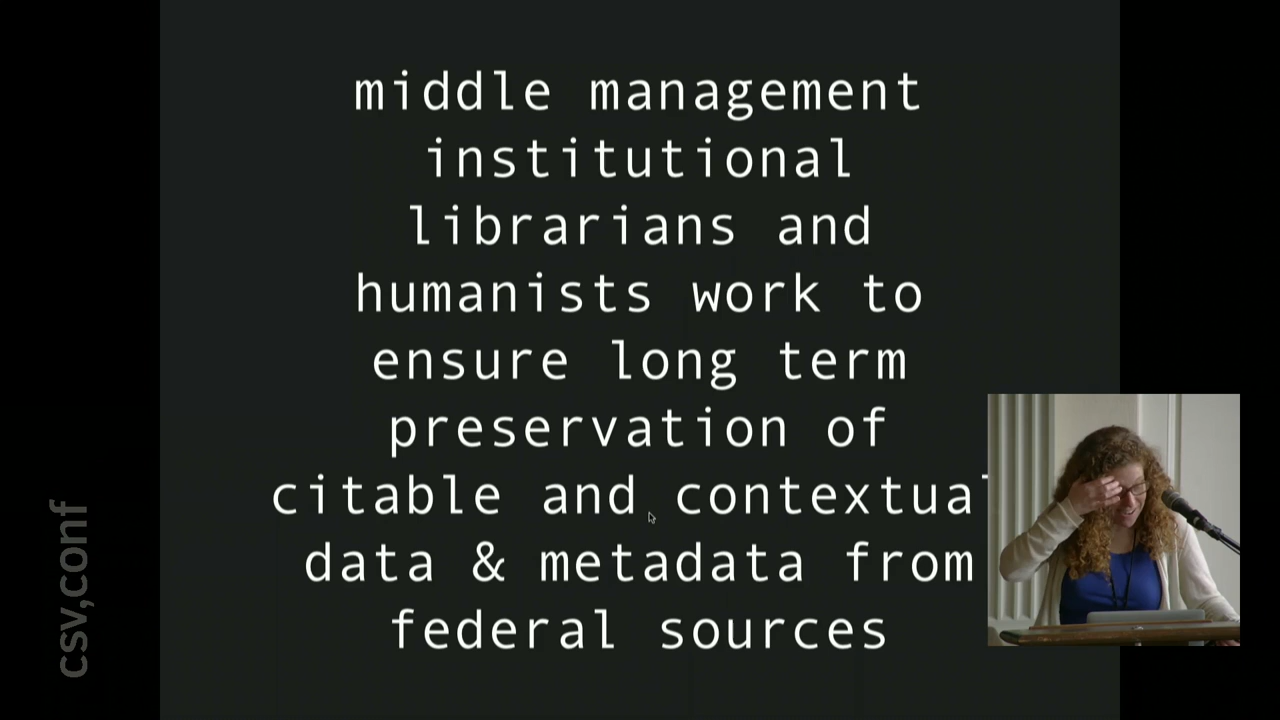 middle management
institutional
librarians and
humanists work to
ensure long term
preservation of
citable and contextual
data & metadata from
federal sources
csv,conf